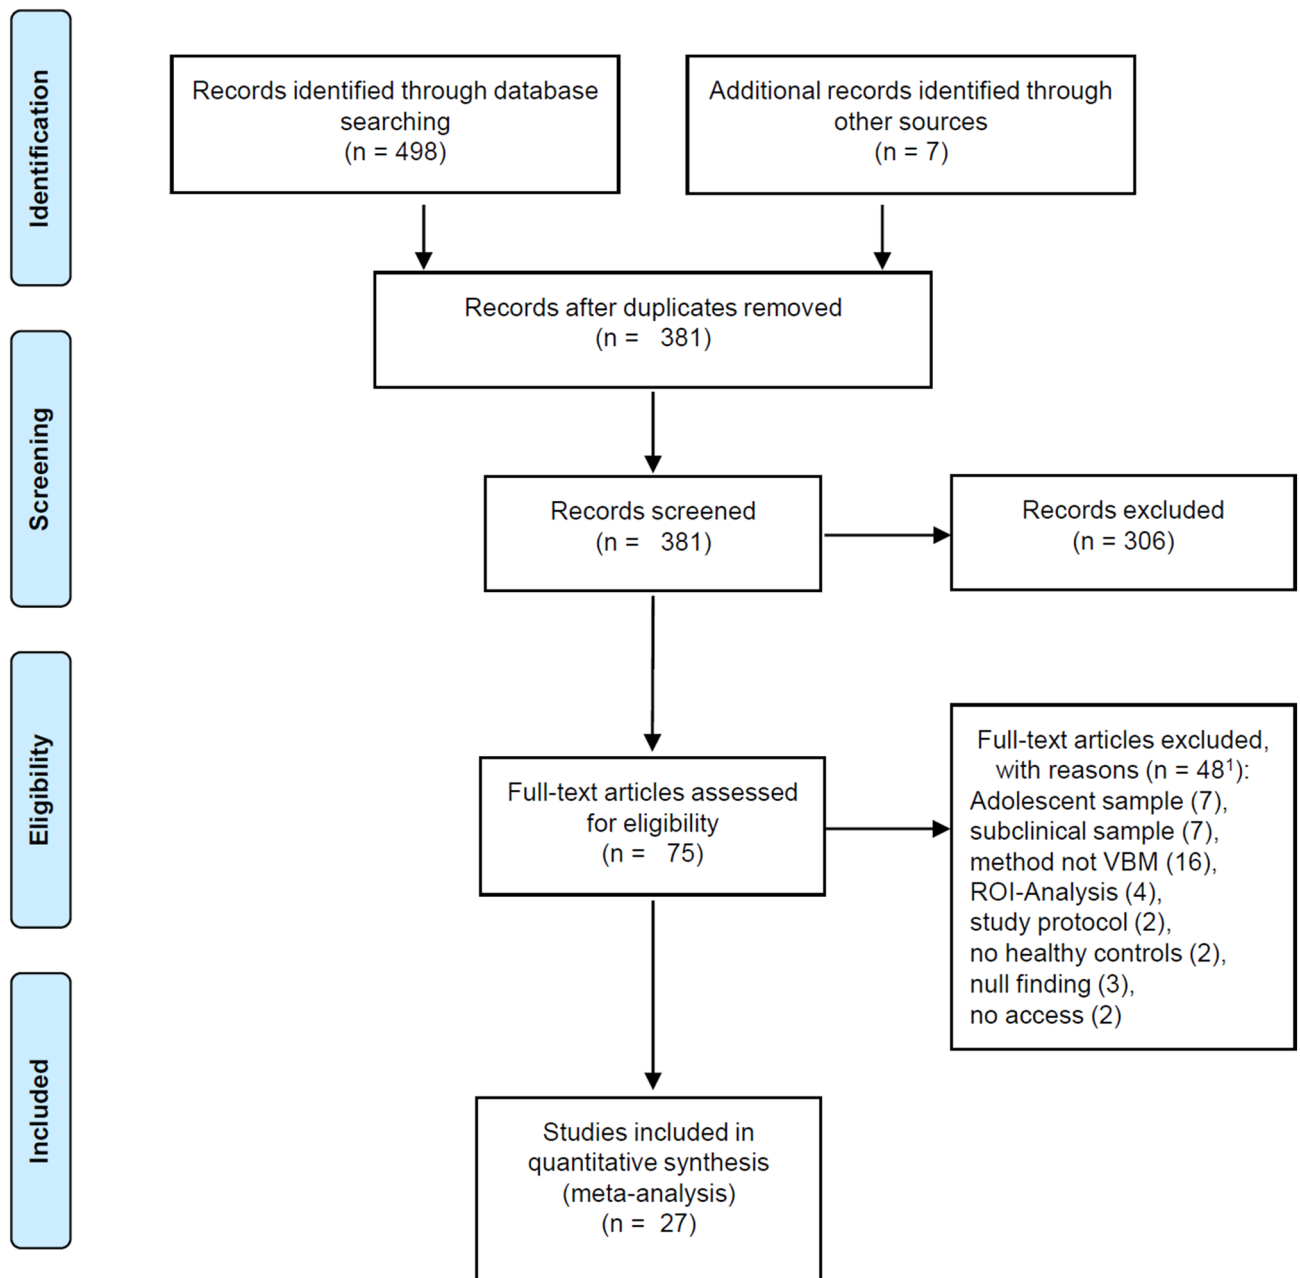 Identification
Records identified through database
searching
(n = 498)
Additional records identified through
other sources
(n = 7)
Records after duplicates removed
(n = 381)
Screening
Records screened
(n = 381)
Records excluded
(n = 306)
Eligibility
Full-text articles assessed
for eligibility
(n = 75)
Full-text articles excluded,
with reasons (n = 48¹):
Adolescent sample (7),
subclinical sample (7),
method not VBM (16),
ROI-Analysis (4),
study protocol (2),
no healthy controls (2),
null finding (3),
no access (2)
Included
Studies included in
quantitative synthesis
(meta-analysis)
(n = 27)